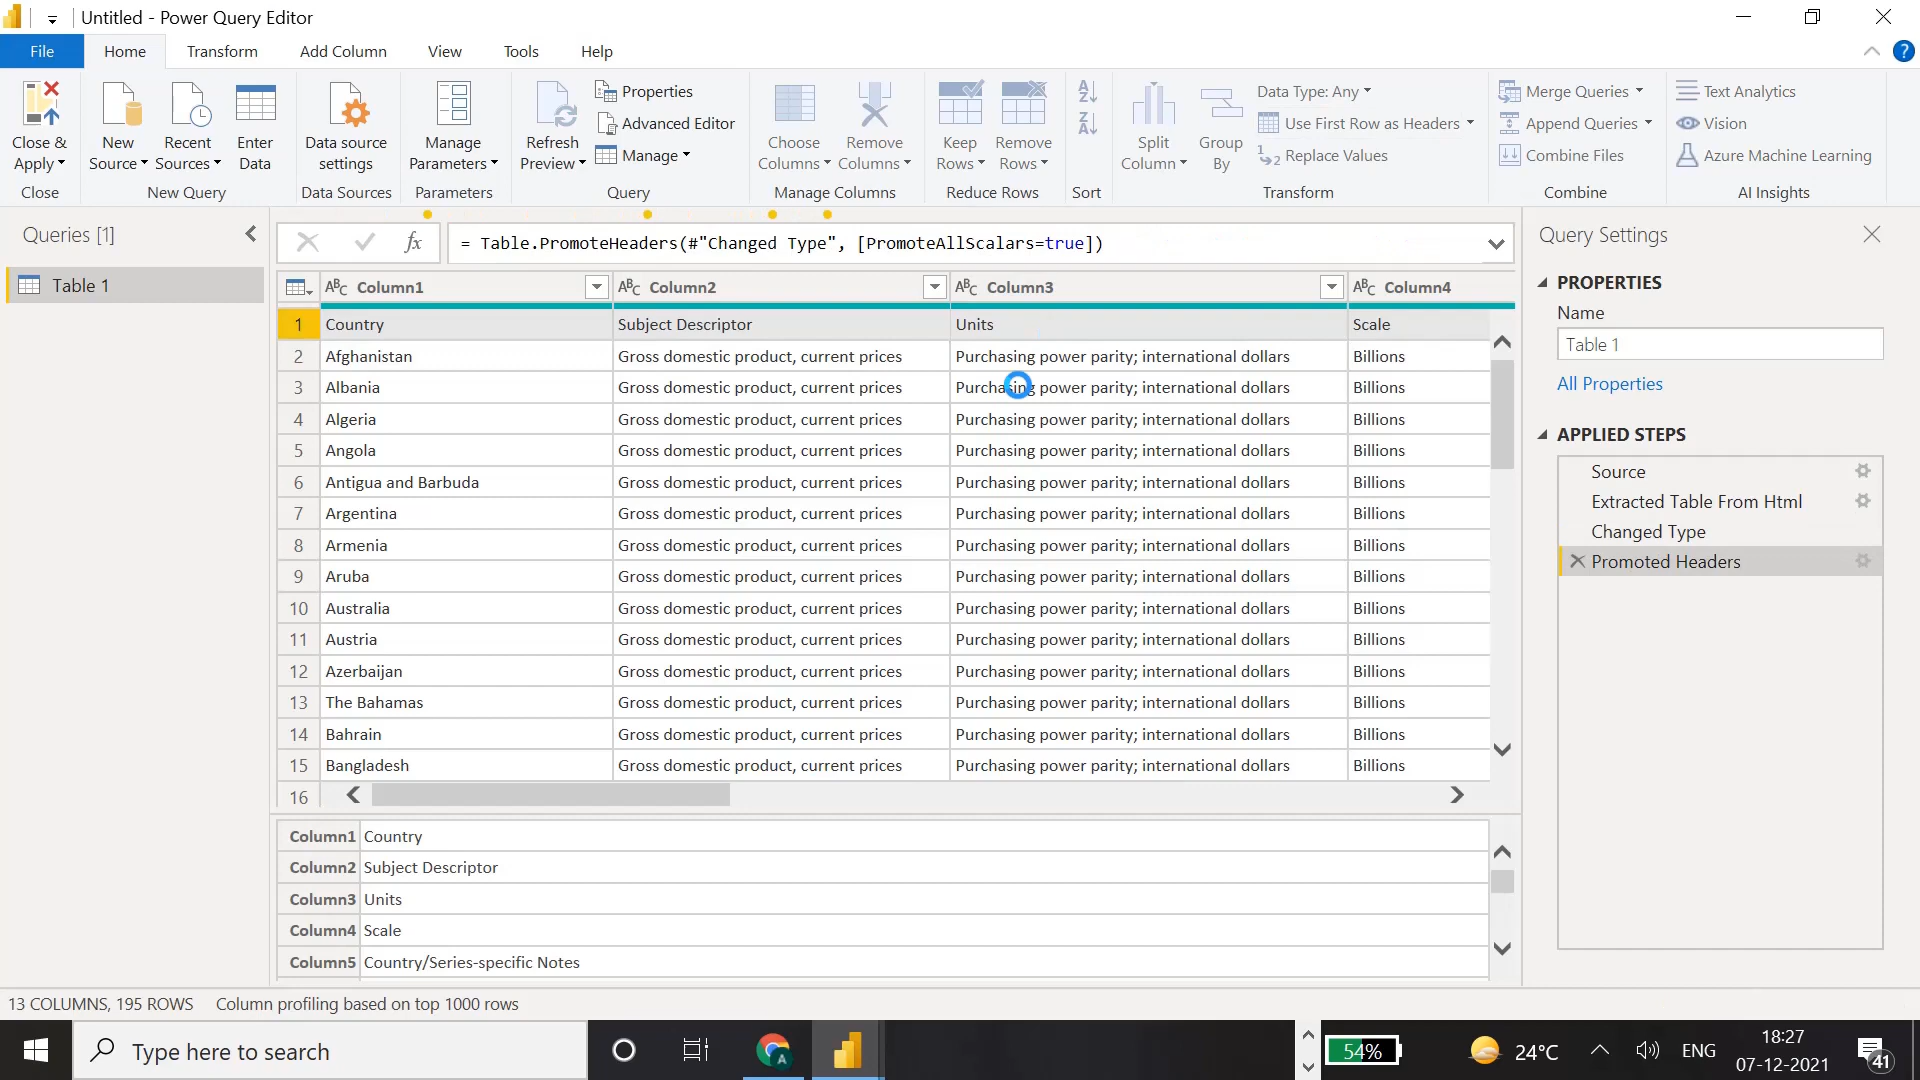 Untitled - Power Query Editor
File Home Transform Add Column View Tools Help
Close & Apply
Close
New Source
Recent Sources
Enter Data
New Query
Data source settings
Data Sources
Manage Parameters
Parameters
Refresh Preview
Properties
Advanced Editor
Manage
Query
Choose Columns
Remove Columns
Manage Columns
Keep Rows
Remove Rows
Reduce Rows
A
Z
Z
A
Sort
Split Column
Group By
Data Type: Any
Use First Row as Headers
1 2 Replace Values
Transform
Merge Queries
Append Queries
Combine Files
Combine
Text Analytics
Vision
Azure Machine Learning
AI Insights
?
Queries [1]
Table 1
fx = Table.PromoteHeaders(#"Changed Type", [PromoteAllScalars=true])
ABC Column1 ABC Column2 ABC Column3 ABC Column4
1 Country Subject Descriptor Units Scale
2 Afghanistan Gross domestic product, current prices Purchasing power parity; international dollars Billions
3 Albania Gross domestic product, current prices Purchasing power parity; international dollars Billions
4 Algeria Gross domestic product, current prices Purchasing power parity; international dollars Billions
5 Angola Gross domestic product, current prices Purchasing power parity; international dollars Billions
6 Antigua and Barbuda Gross domestic product, current prices Purchasing power parity; international dollars Billions
7 Argentina Gross domestic product, current prices Purchasing power parity; international dollars Billions
8 Armenia Gross domestic product, current prices Purchasing power parity; international dollars Billions
9 Aruba Gross domestic product, current prices Purchasing power parity; international dollars Billions
10 Australia Gross domestic product, current prices Purchasing power parity; international dollars Billions
11 Austria Gross domestic product, current prices Purchasing power parity; international dollars Billions
12 Azerbaijan Gross domestic product, current prices Purchasing power parity; international dollars Billions
13 The Bahamas Gross domestic product, current prices Purchasing power parity; international dollars Billions
14 Bahrain Gross domestic product, current prices Purchasing power parity; international dollars Billions
15 Bangladesh Gross domestic product, current prices Purchasing power parity; international dollars Billions
16
Column1 Country
Column2 Subject Descriptor
Column3 Units
Column4 Scale
Column5 Country/Series-specific Notes
Query Settings
PROPERTIES
Name
Table 1
All Properties
APPLIED STEPS
Source
Extracted Table From Html
Changed Type
Promoted Headers
13 COLUMNS, 195 ROWS Column profiling based on top 1000 rows
Type here to search
A
54%
24°C
ENG
18:27
07-12-2021
41